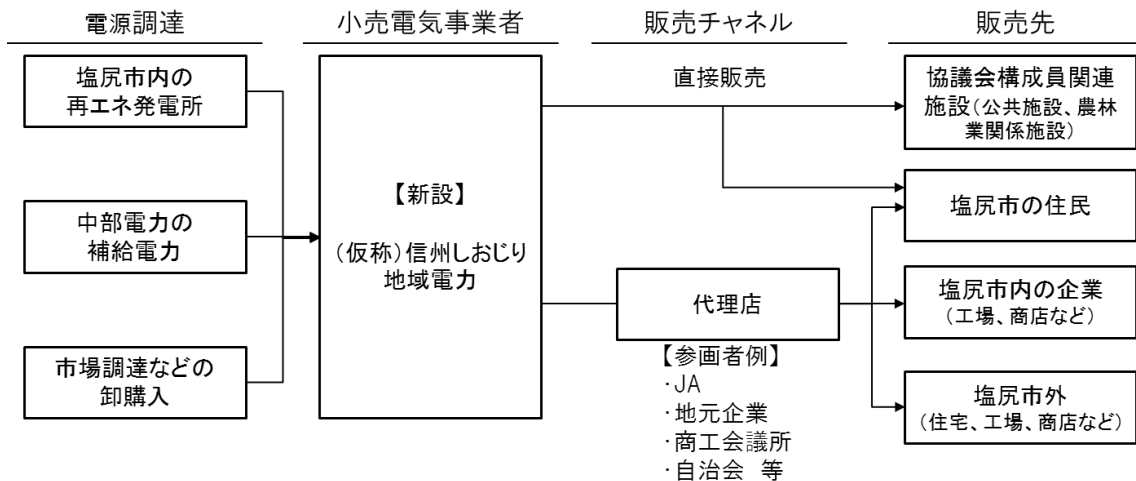 電源調達
小売電気事業者
販売チャネル
販売先
塩尻市内の
再エネ発電所
中部電力の
補給電力
市場調達などの
卸購入
【新設】
(仮称)信州しおじり
地域電力
直接販売
代理店
【参画者例】
・JA
・地元企業
・商工会議所
・自治会 等
協議会構成員関連
施設(公共施設、農林
業関係施設)
塩尻市の住民
塩尻市内の企業
(工場、商店など)
塩尻市外
(住宅、工場、商店など)